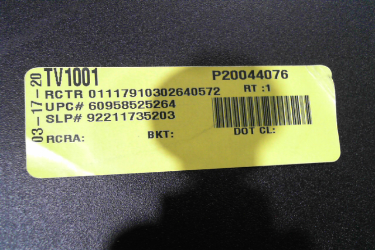 TV1001 P20044076
RCTR 01117910302640572 RT :1
UPC# 60958525264
SLP# 92211735203
RCRA: BKT: DOT CL:
03-17-20